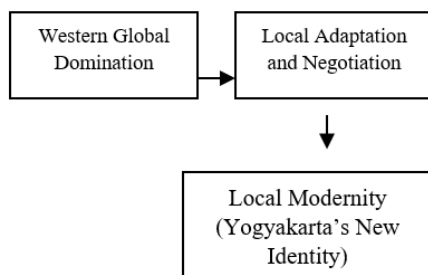 Western Global
Domination
Local Adaptation
and Negotiation
Local Modernity
(Yogyakarta's New
Identity)